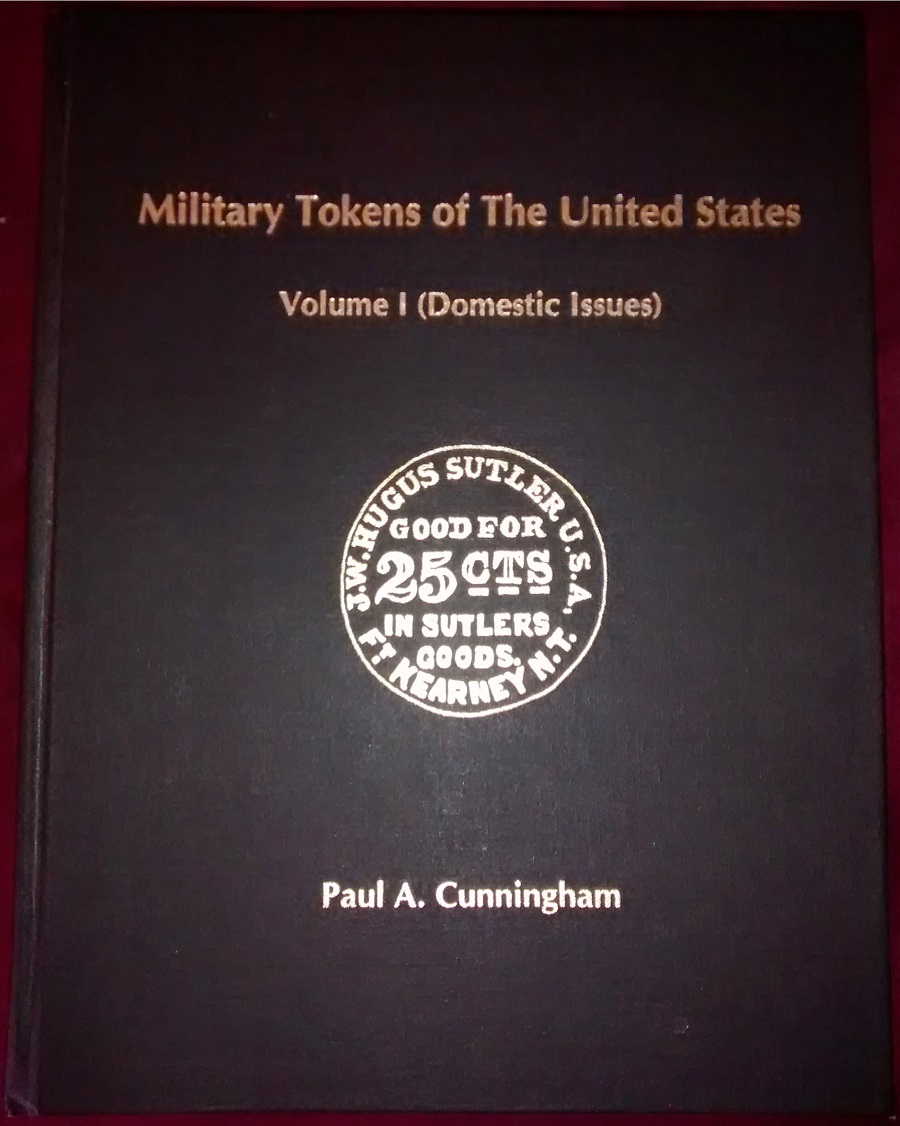 Military Tokens of The United States
Volume I (Domestic Issues)
J.W. HUGUS SUTLER U.S.A.
GOOD FOR
25 CTS
IN SUTLERS
GOODS.
FT KEARNEY N.T.
Paul A. Cunningham